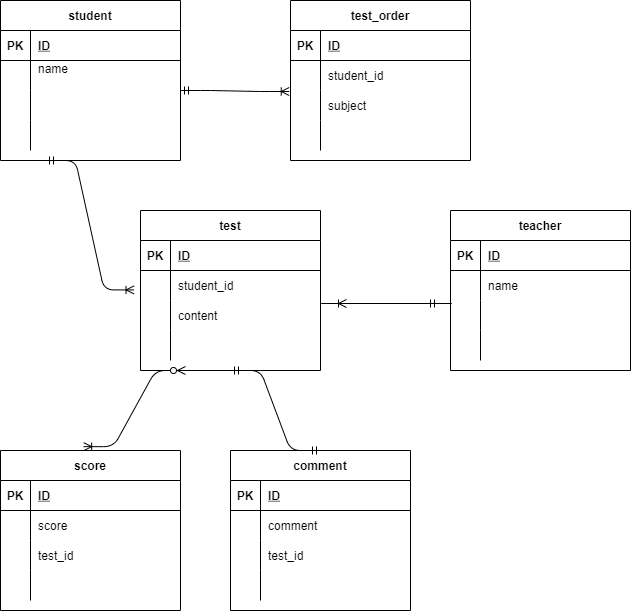 student
PK ID
name
test_order
PK ID
student_id
subject
test
PK ID
student_id
content
teacher
PK ID
name
score
PK ID
score
test_id
comment
PK ID
comment
test_id